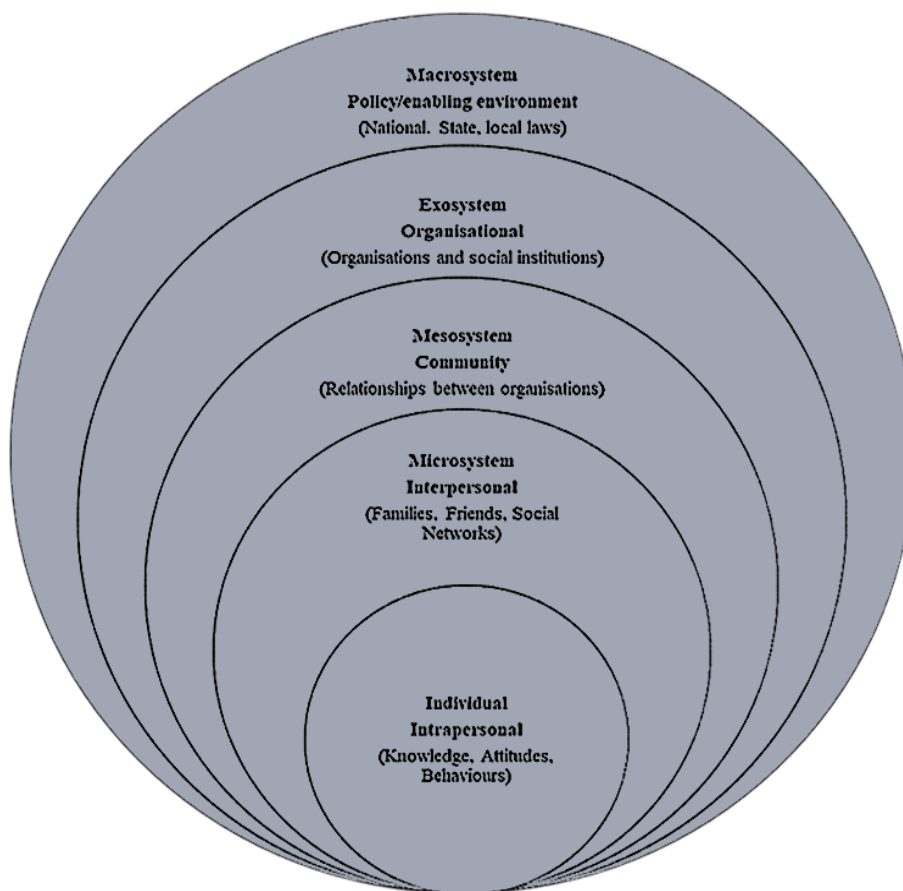 Macrosystem
Policy/enabling environment
(National. State, local laws)
Exosystem
Organisational
(Organisations and social institutions)
Mesosystem
Community
(Relationships between organisations)
Microsystem
Interpersonal
(Families, Friends, Social
Networks)
Individual
Intrapersonal
(Knowledge, Attitudes,
Behaviours)